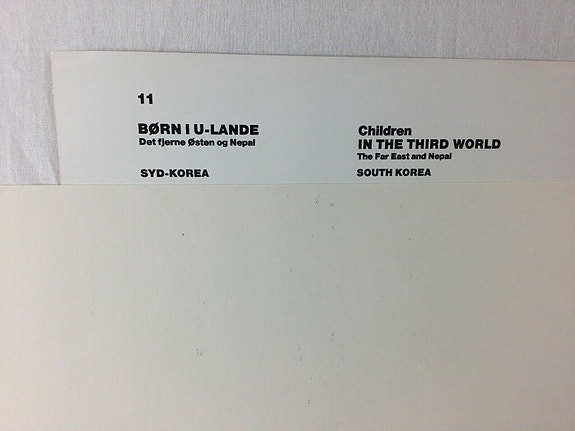 11
BØRN I U-LANDE
Det fjerne Østen og Nepal
SYD-KOREA
Children
IN THE THIRD WORLD
The Far East and Nepal
SOUTH KOREA